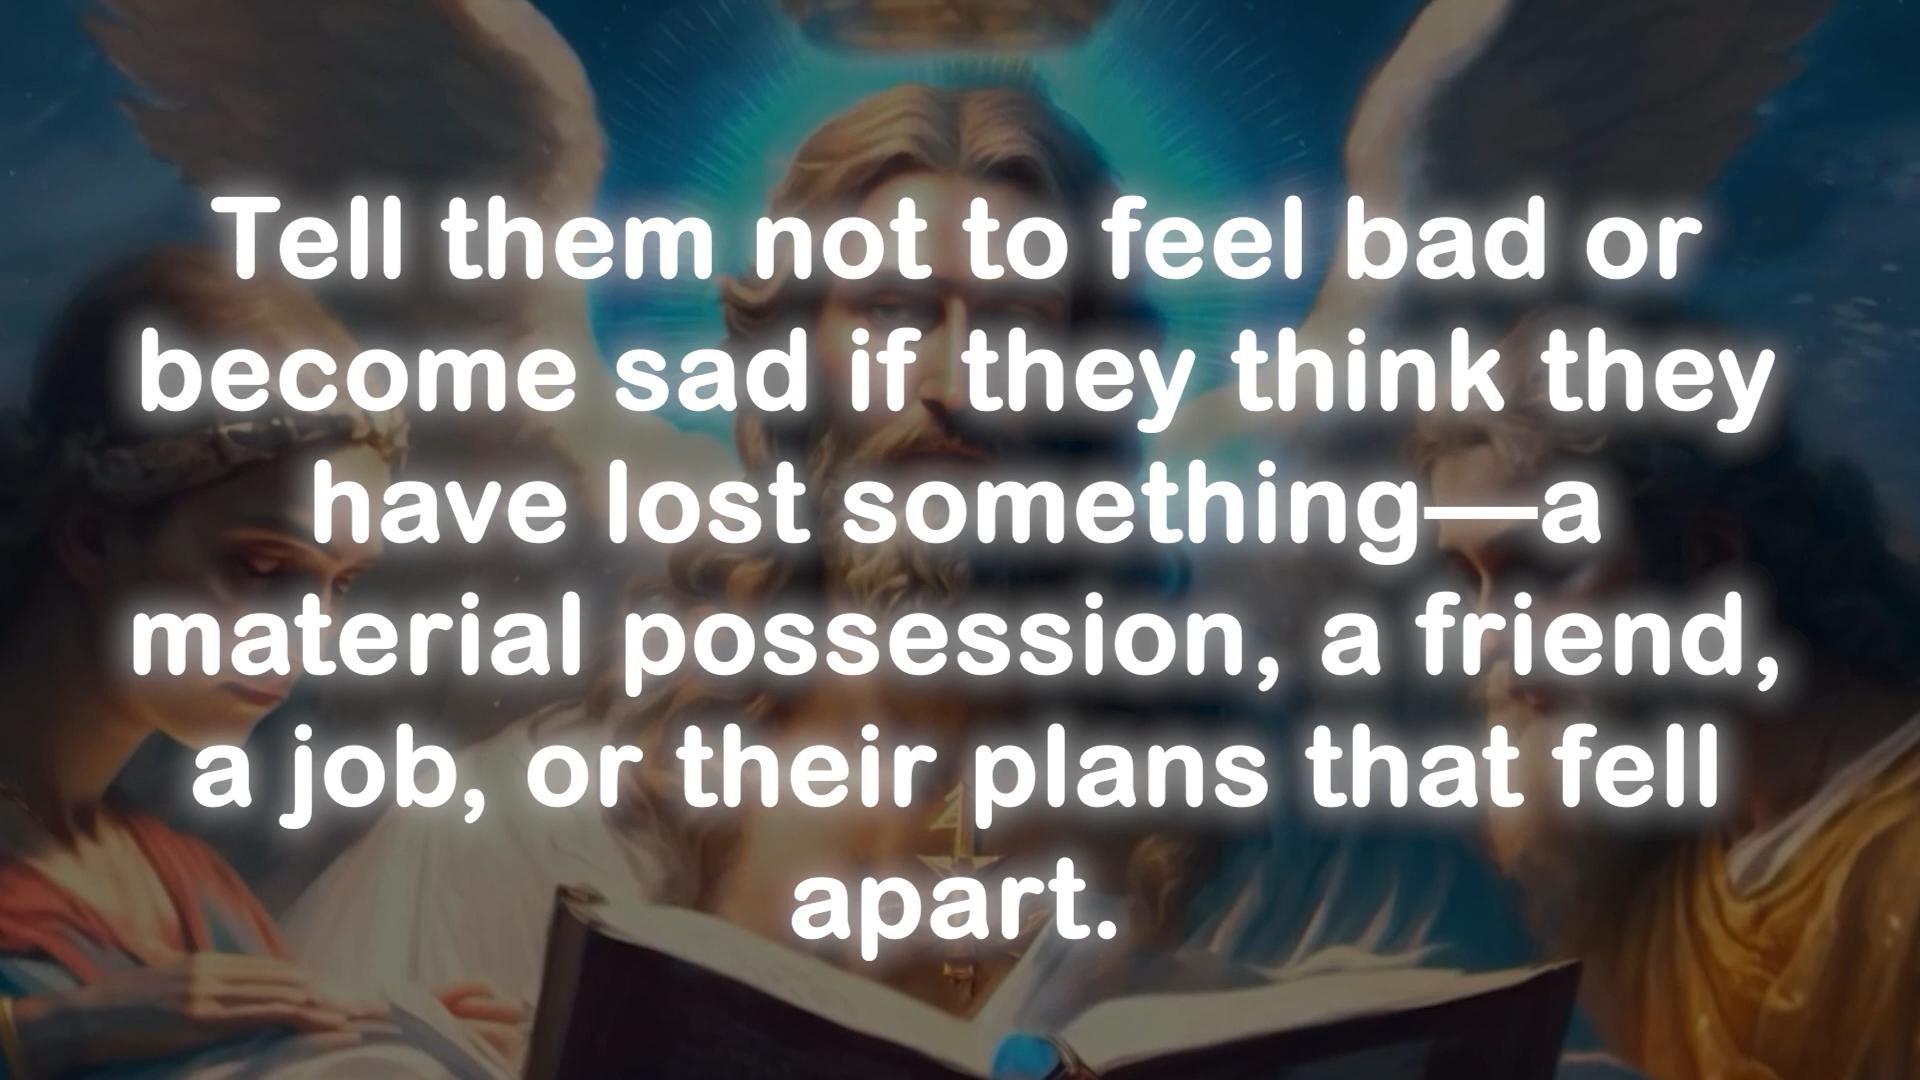 Tell them not to feel bad or
become sad if they think they
have lost something—a
material possession, a friend,
a job, or their plans that fell
apart.